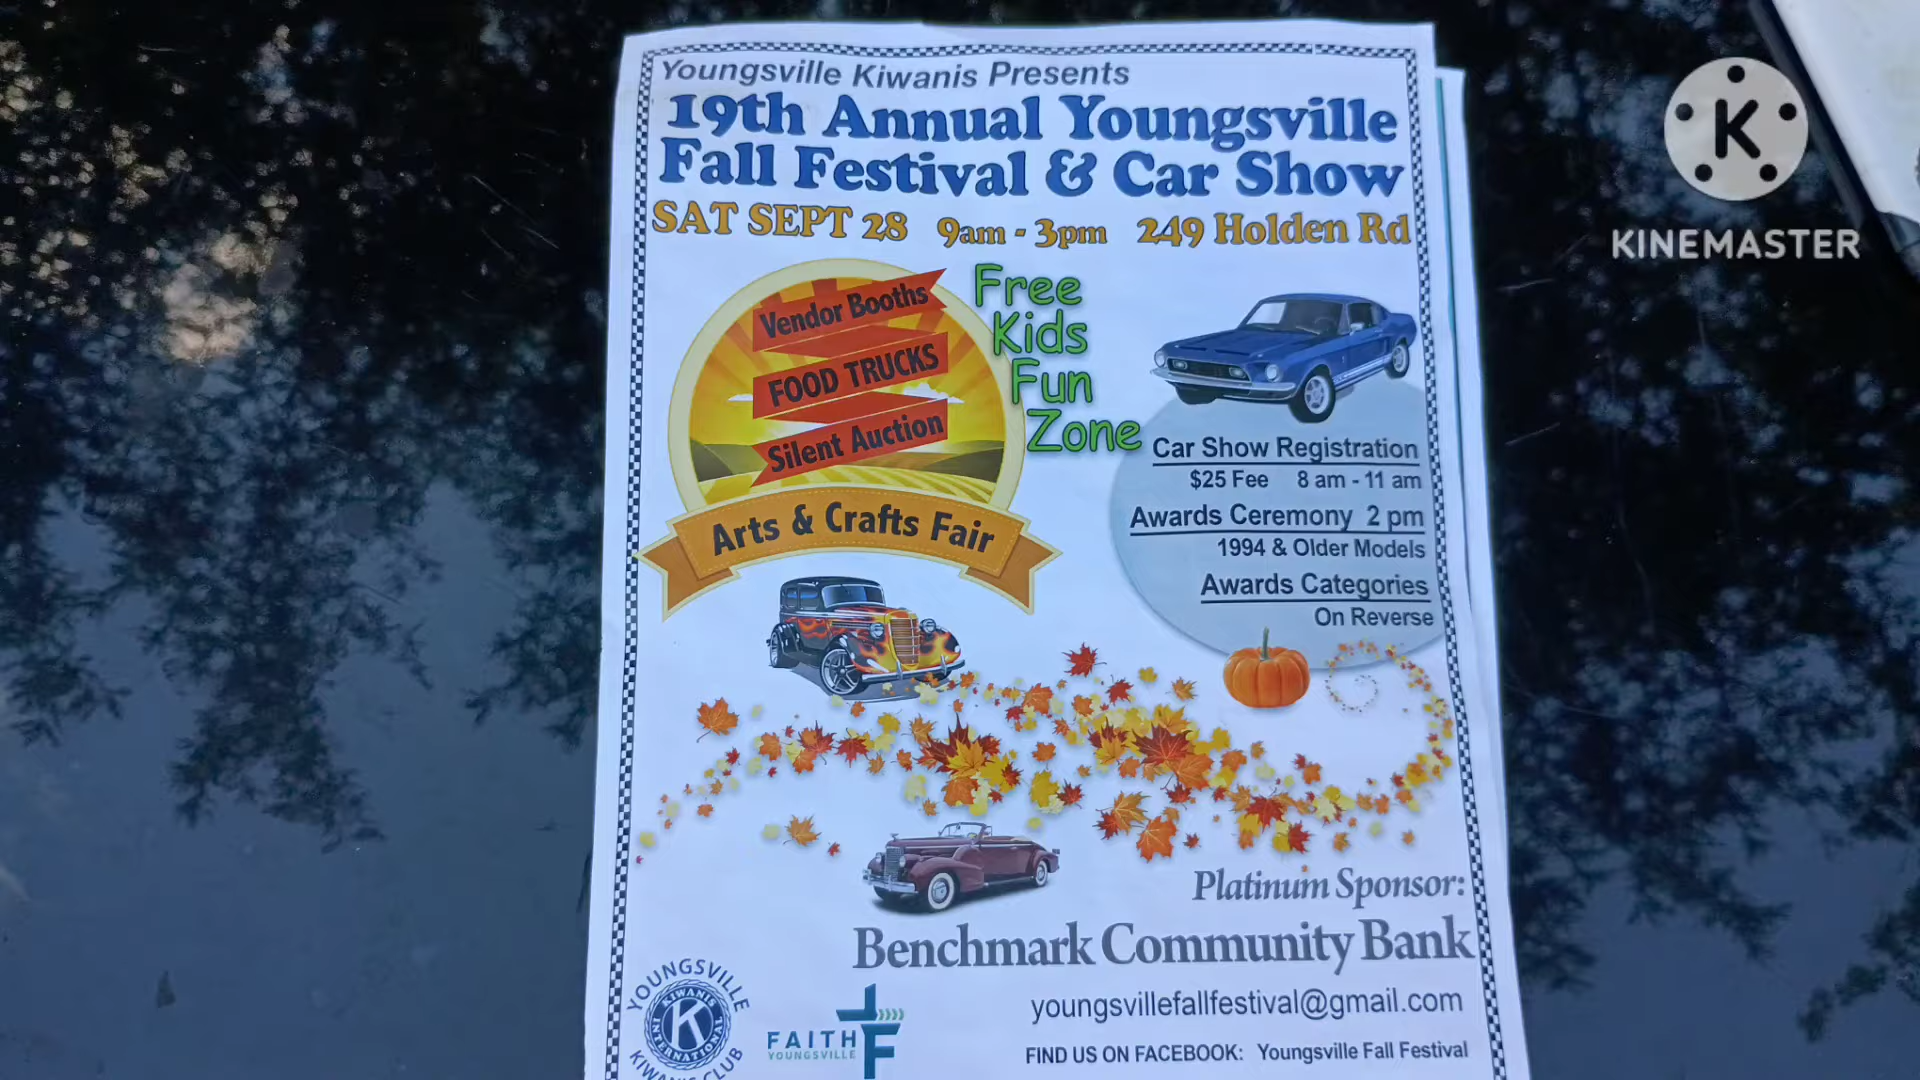 Youngsville Kiwanis Presents
19th Annual Youngsville
Fall Festival & Car Show
SAT SEPT 28 9am - 3pm 249 Holden Rd
Vendor Booths
FOOD TRUCKS
Silent Auction
Arts & Crafts Fair
Free
Kids
Fun
Zone
Car Show Registration
$25 Fee 8 am - 11 am
Awards Ceremony 2 pm
1994 & Older Models
Awards Categories
On Reverse
Platinum Sponsor:
Benchmark Community Bank
youngsvillefallfestival@gmail.com
FIND US ON FACEBOOK: Youngsville Fall Festival
YOUNGSVILLE
KIWANIS
K
INTERNATIONAL
KIWANIS CLUB
FAITH
YOUNGSVILLE
F
K
KINEMASTER